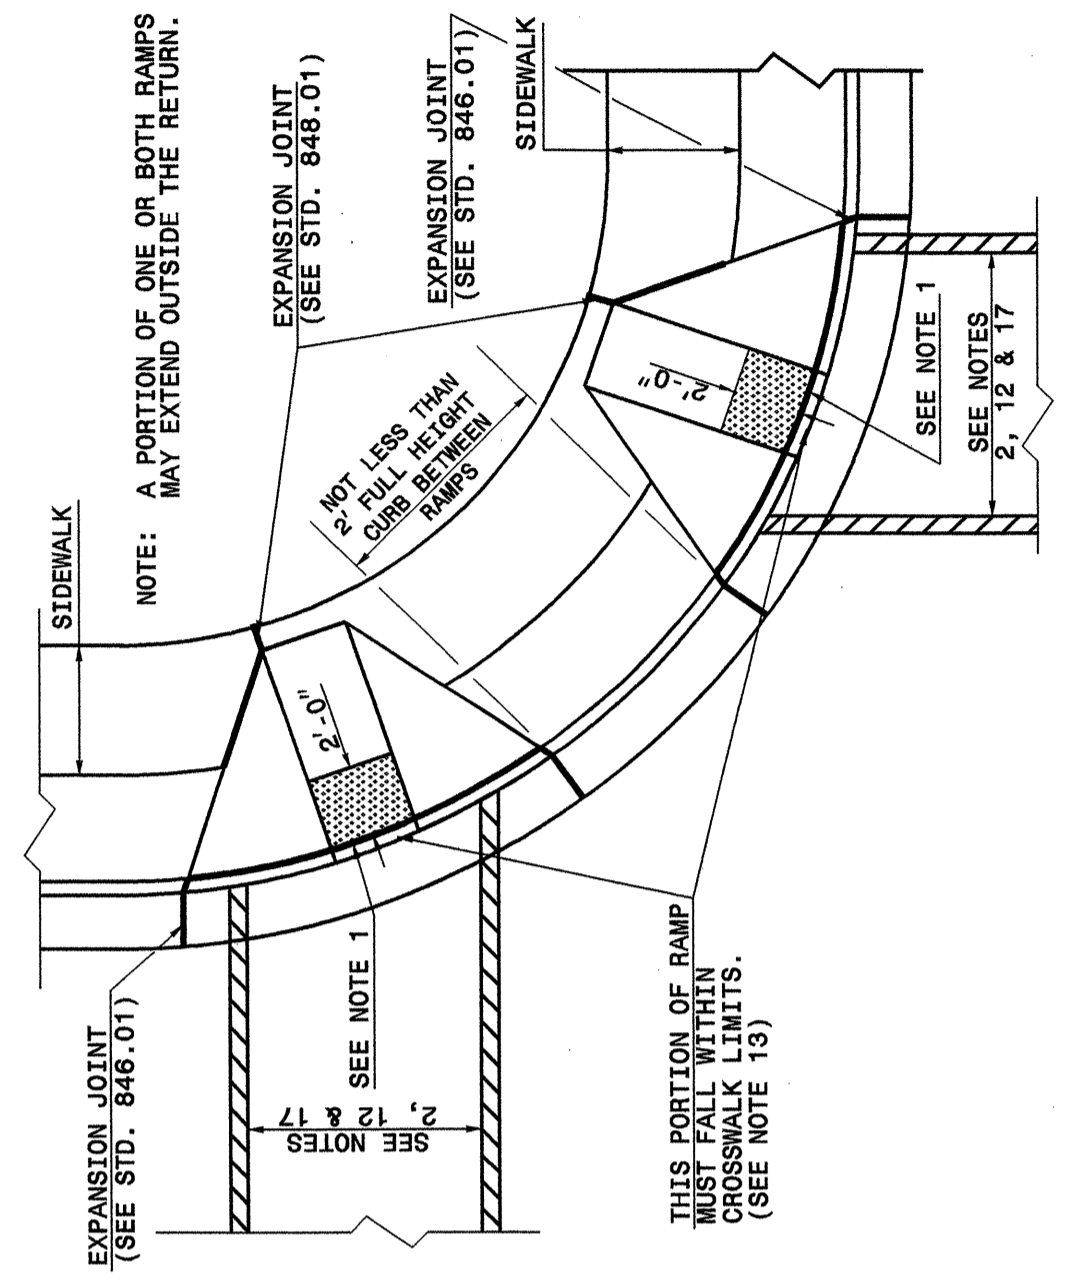 NOTE: A PORTION OF ONE OR BOTH RAMPS
MAY EXTEND OUTSIDE THE RETURN.
SIDEWALK
EXPANSION JOINT
(SEE STD. 848.01)
EXPANSION JOINT
(SEE STD. 846.01)
SIDEWALK
NOT LESS THAN
2' FULL HEIGHT
CURB BETWEEN
RAMPS
2'-0"
2'-0"
SEE NOTE 1
SEE NOTES
2, 12 & 17
EXPANSION JOINT
(SEE STD. 846.01)
SEE NOTE 1
SEE NOTES
2, 12 & 17
THIS PORTION OF RAMP
MUST FALL WITHIN
CROSSWALK LIMITS.
(SEE NOTE 13)